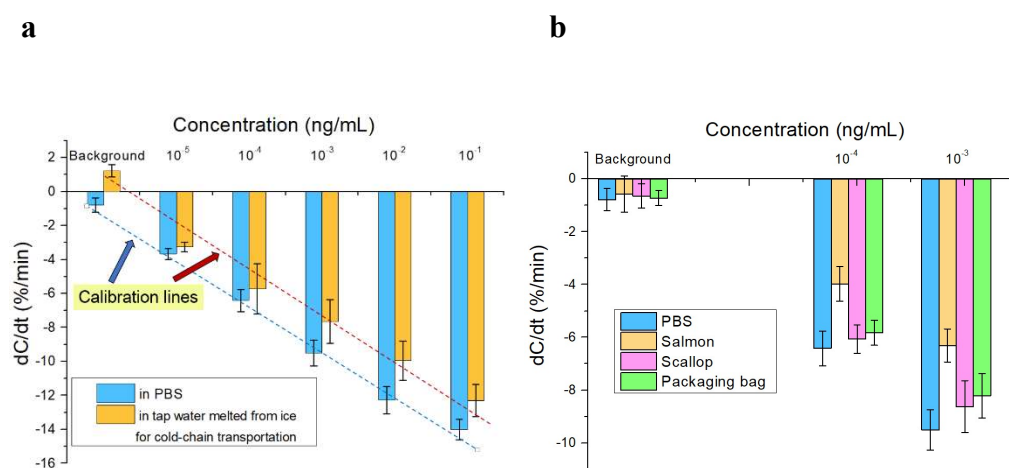 a
Concentration (ng/mL)
Background 10⁻⁵ 10⁻⁴ 10⁻³ 10⁻² 10⁻¹
2
0
-2
-4
-6
-8
-10
-12
-14
-16
dC/dt (%/min)
Calibration lines
in PBS
in tap water melted from ice
for cold-chain transportation
b
Concentration (ng/mL)
Background 10⁻⁴ 10⁻³
0
-2
-4
-6
-8
-10
dC/dt (%/min)
PBS
Salmon
Scallop
Packaging bag